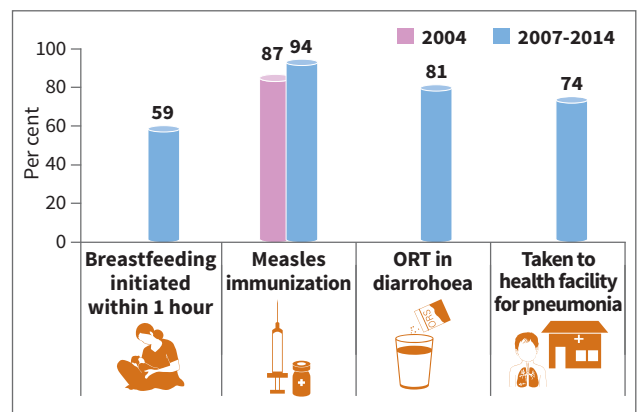 2004 2007-2014
Per cent
100
80
60
40
20
0
59
87 94
81
74
Breastfeeding
initiated
within 1 hour
Measles
immunization
ORT in
diarrohoea
Taken to
health facility
for pneumonia
ORS